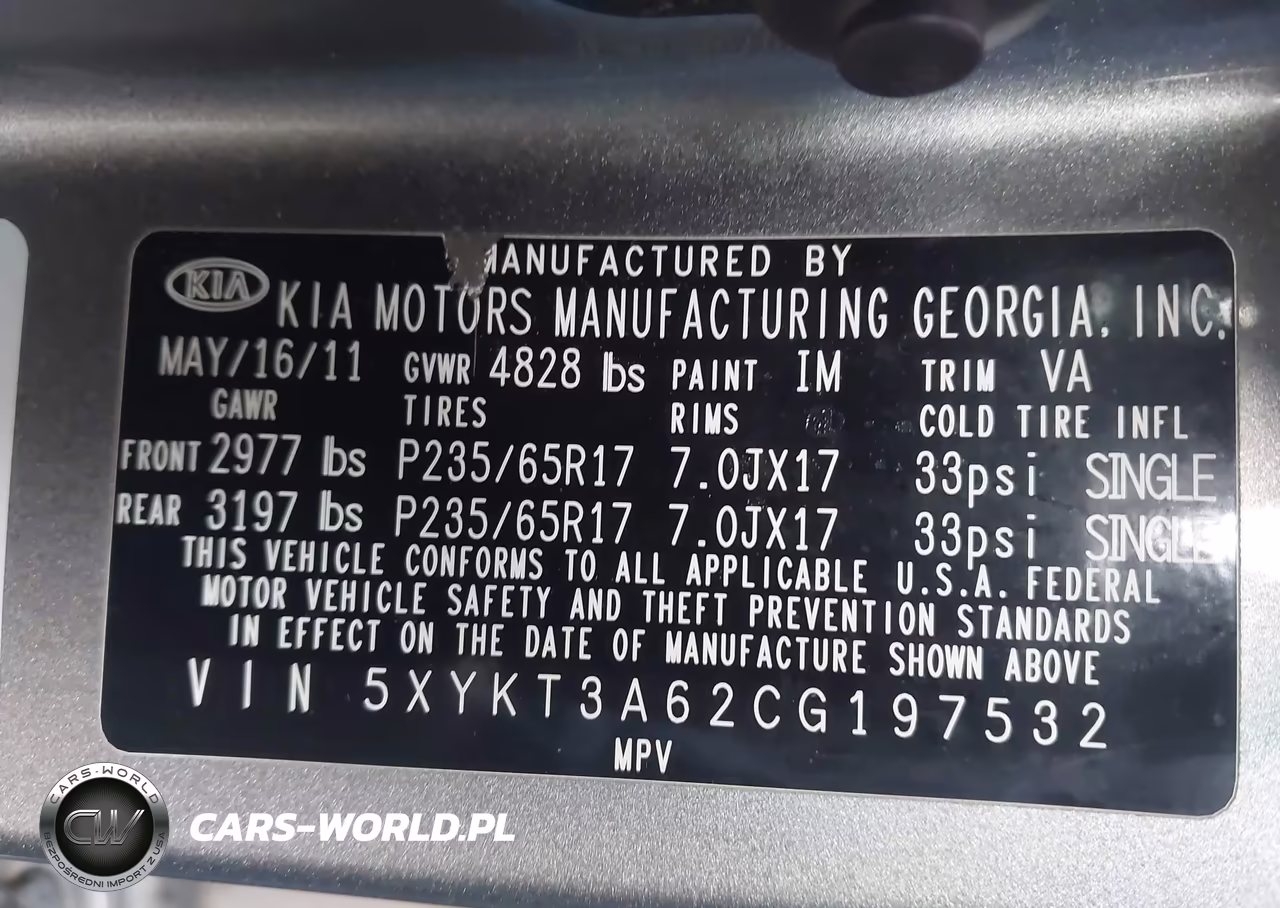 MANUFACTURED BY
KIA KIA MOTORS MANUFACTURING GEORGIA, INC.
MAY/16/11 GVWR 4828 lbs PAINT IM TRIM VA
GAWR TIRES RIMS COLD TIRE INFL
FRONT 2977 lbs P235/65R17 7.0JX17 33psi SINGLE
REAR 3197 lbs P235/65R17 7.0JX17 33psi SINGLE
THIS VEHICLE CONFORMS TO ALL APPLICABLE U.S.A. FEDERAL
MOTOR VEHICLE SAFETY AND THEFT PREVENTION STANDARDS
IN EFFECT ON THE DATE OF MANUFACTURE SHOWN ABOVE
VIN 5XYKT3A62CG197532
MPV
CARS-WORLD
CW
BEZPOŚREDNI IMPORT Z USA
CARS-WORLD.PL